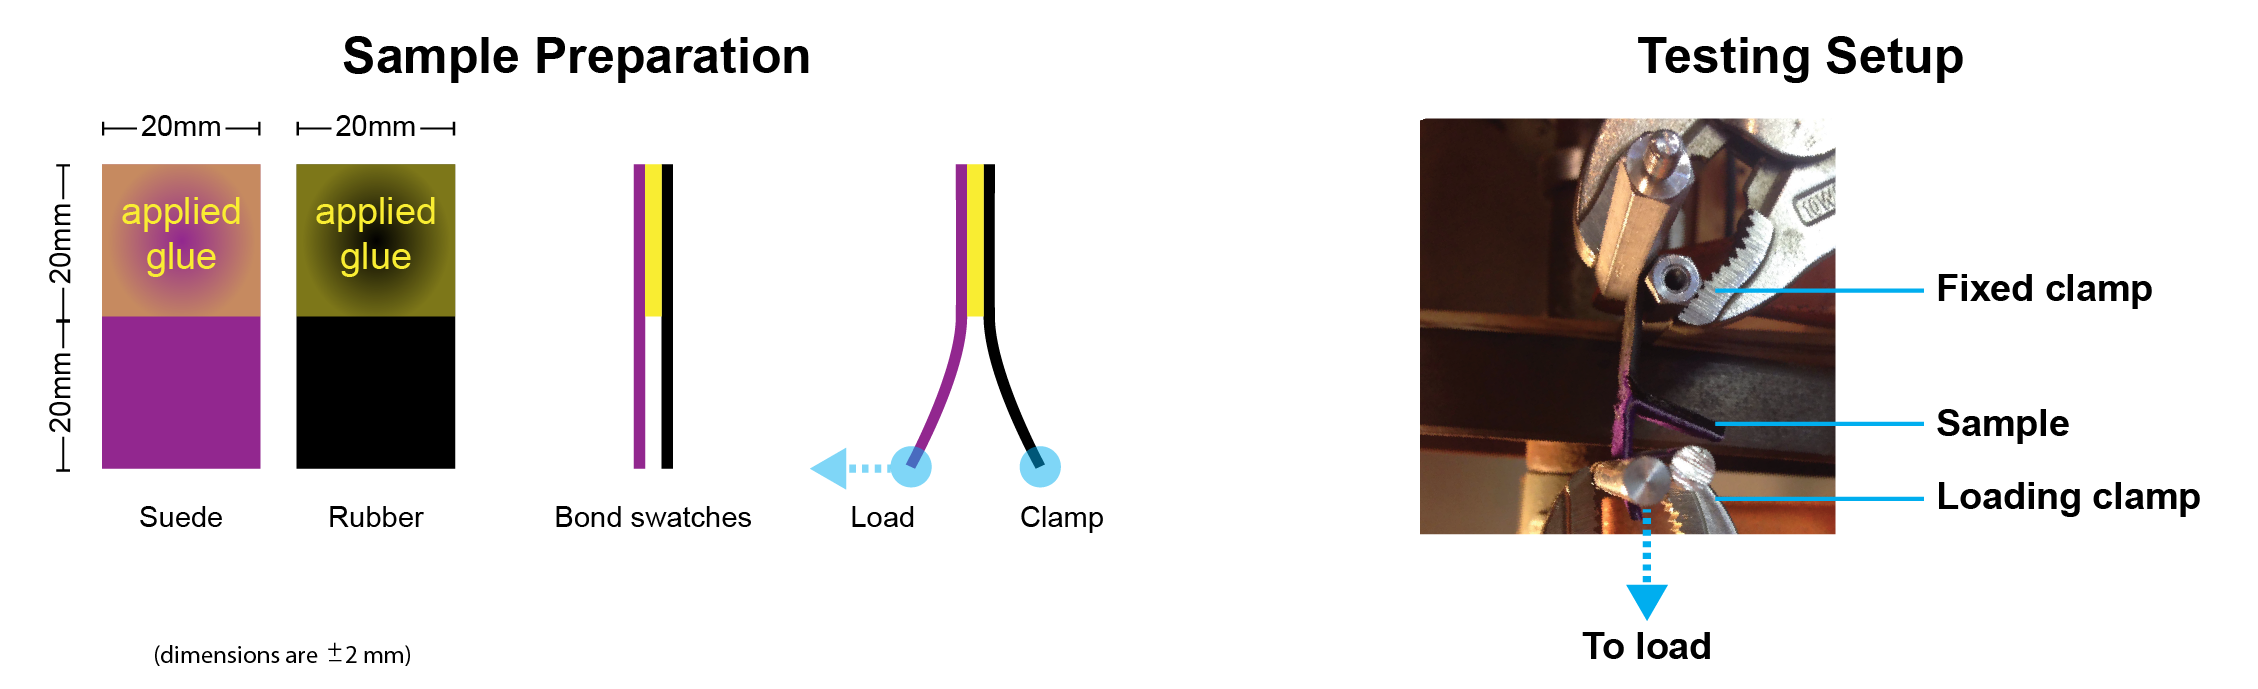 Sample Preparation
20mm
20mm
20mm
applied
glue
applied
glue
20mm
Suede
Rubber
Bond swatches
Load
Clamp
(dimensions are ±2 mm)
Testing Setup
10W
Fixed clamp
Sample
Loading clamp
To load